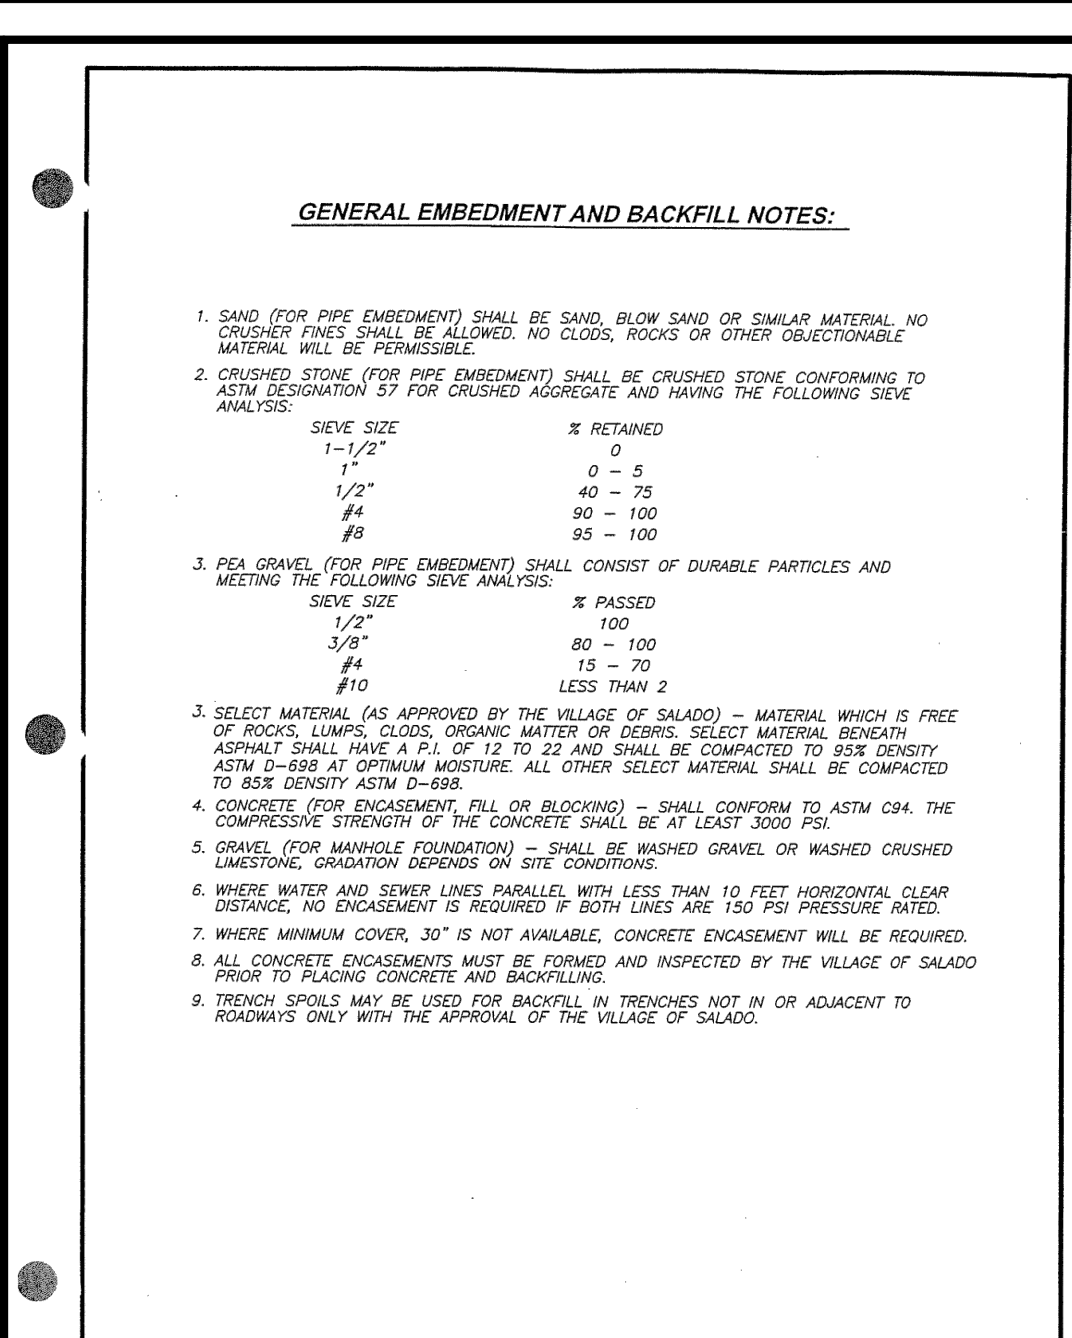 GENERAL EMBEDMENT AND BACKFILL NOTES:
1. SAND (FOR PIPE EMBEDMENT) SHALL BE SAND, BLOW SAND OR SIMILAR MATERIAL. NO
CRUSHER FINES SHALL BE ALLOWED. NO CLODS, ROCKS OR OTHER OBJECTIONABLE
MATERIAL WILL BE PERMISSIBLE.
2. CRUSHED STONE (FOR PIPE EMBEDMENT) SHALL BE CRUSHED STONE CONFORMING TO
ASTM DESIGNATION 57 FOR CRUSHED AGGREGATE AND HAVING THE FOLLOWING SIEVE
ANALYSIS:
SIEVE SIZE % RETAINED
1-1/2" 0
1" 0 - 5
1/2" 40 - 75
#4 90 - 100
#8 95 - 100
3. PEA GRAVEL (FOR PIPE EMBEDMENT) SHALL CONSIST OF DURABLE PARTICLES AND
MEETING THE FOLLOWING SIEVE ANALYSIS:
SIEVE SIZE % PASSED
1/2" 100
3/8" 80 - 100
#4 15 - 70
#10 LESS THAN 2
3. SELECT MATERIAL (AS APPROVED BY THE VILLAGE OF SALADO) - MATERIAL WHICH IS FREE
OF ROCKS, LUMPS, CLODS, ORGANIC MATTER OR DEBRIS. SELECT MATERIAL BENEATH
ASPHALT SHALL HAVE A P.I. OF 12 TO 22 AND SHALL BE COMPACTED TO 95% DENSITY
ASTM D-698 AT OPTIMUM MOISTURE. ALL OTHER SELECT MATERIAL SHALL BE COMPACTED
TO 85% DENSITY ASTM D-698.
4. CONCRETE (FOR ENCASEMENT, FILL OR BLOCKING) - SHALL CONFORM TO ASTM C94. THE
COMPRESSIVE STRENGTH OF THE CONCRETE SHALL BE AT LEAST 3000 PSI.
5. GRAVEL (FOR MANHOLE FOUNDATION) - SHALL BE WASHED GRAVEL OR WASHED CRUSHED
LIMESTONE, GRADATION DEPENDS ON SITE CONDITIONS.
6. WHERE WATER AND SEWER LINES PARALLEL WITH LESS THAN 10 FEET HORIZONTAL CLEAR
DISTANCE, NO ENCASEMENT IS REQUIRED IF BOTH LINES ARE 150 PSI PRESSURE RATED.
7. WHERE MINIMUM COVER, 30" IS NOT AVAILABLE, CONCRETE ENCASEMENT WILL BE REQUIRED.
8. ALL CONCRETE ENCASEMENTS MUST BE FORMED AND INSPECTED BY THE VILLAGE OF SALADO
PRIOR TO PLACING CONCRETE AND BACKFILLING.
9. TRENCH SPOILS MAY BE USED FOR BACKFILL IN TRENCHES NOT IN OR ADJACENT TO
ROADWAYS ONLY WITH THE APPROVAL OF THE VILLAGE OF SALADO.